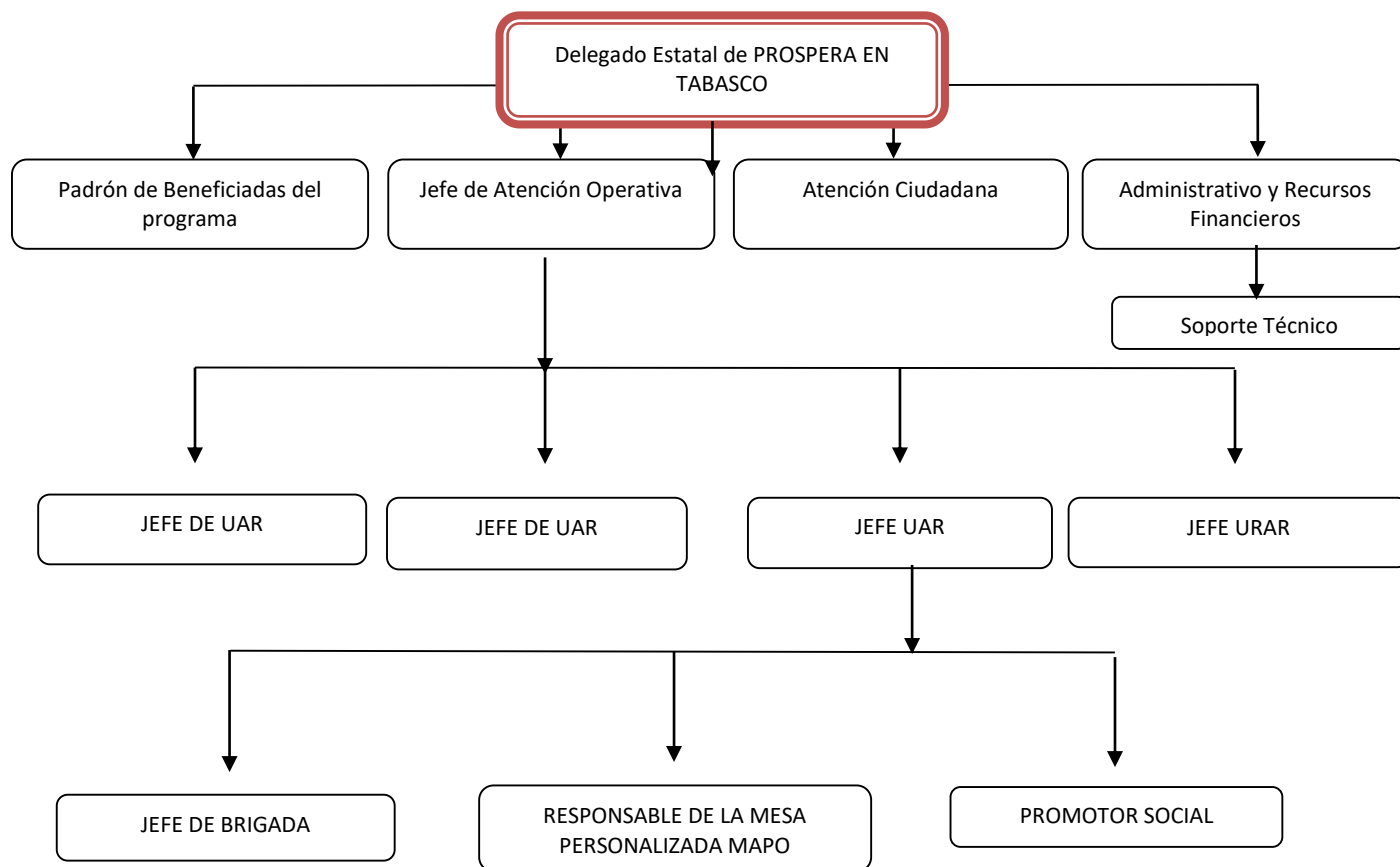 Delegado Estatal de PROSPERA EN
TABASCO
Padrón de Beneficiadas del
programa
Jefe de Atención Operativa
Atención Ciudadana
Administrativo y Recursos
Financieros
Soporte Técnico
JEFE DE UAR
JEFE DE UAR
JEFE UAR
JEFE URAR
JEFE DE BRIGADA
RESPONSABLE DE LA MESA
PERSONALIZADA MAPO
PROMOTOR SOCIAL